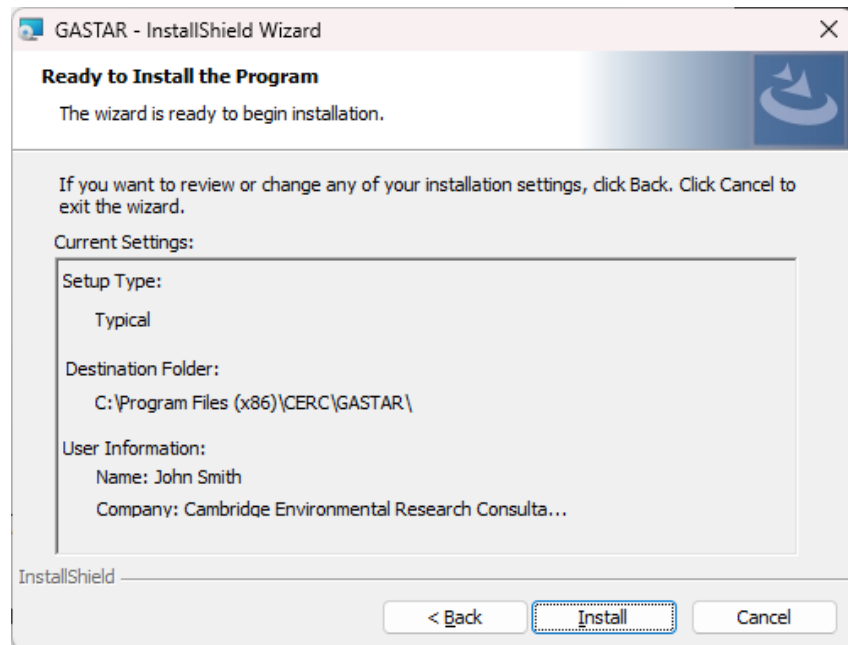 GASTAR - InstallShield Wizard
Ready to Install the Program
The wizard is ready to begin installation.
If you want to review or change any of your installation settings, click Back. Click Cancel to
exit the wizard.
Current Settings:
Setup Type:
Typical
Destination Folder:
C:\Program Files (x86)\CERC\GASTAR\
User Information:
Name: John Smith
Company: Cambridge Environmental Research Consulta...
InstallShield
< Back Install Cancel